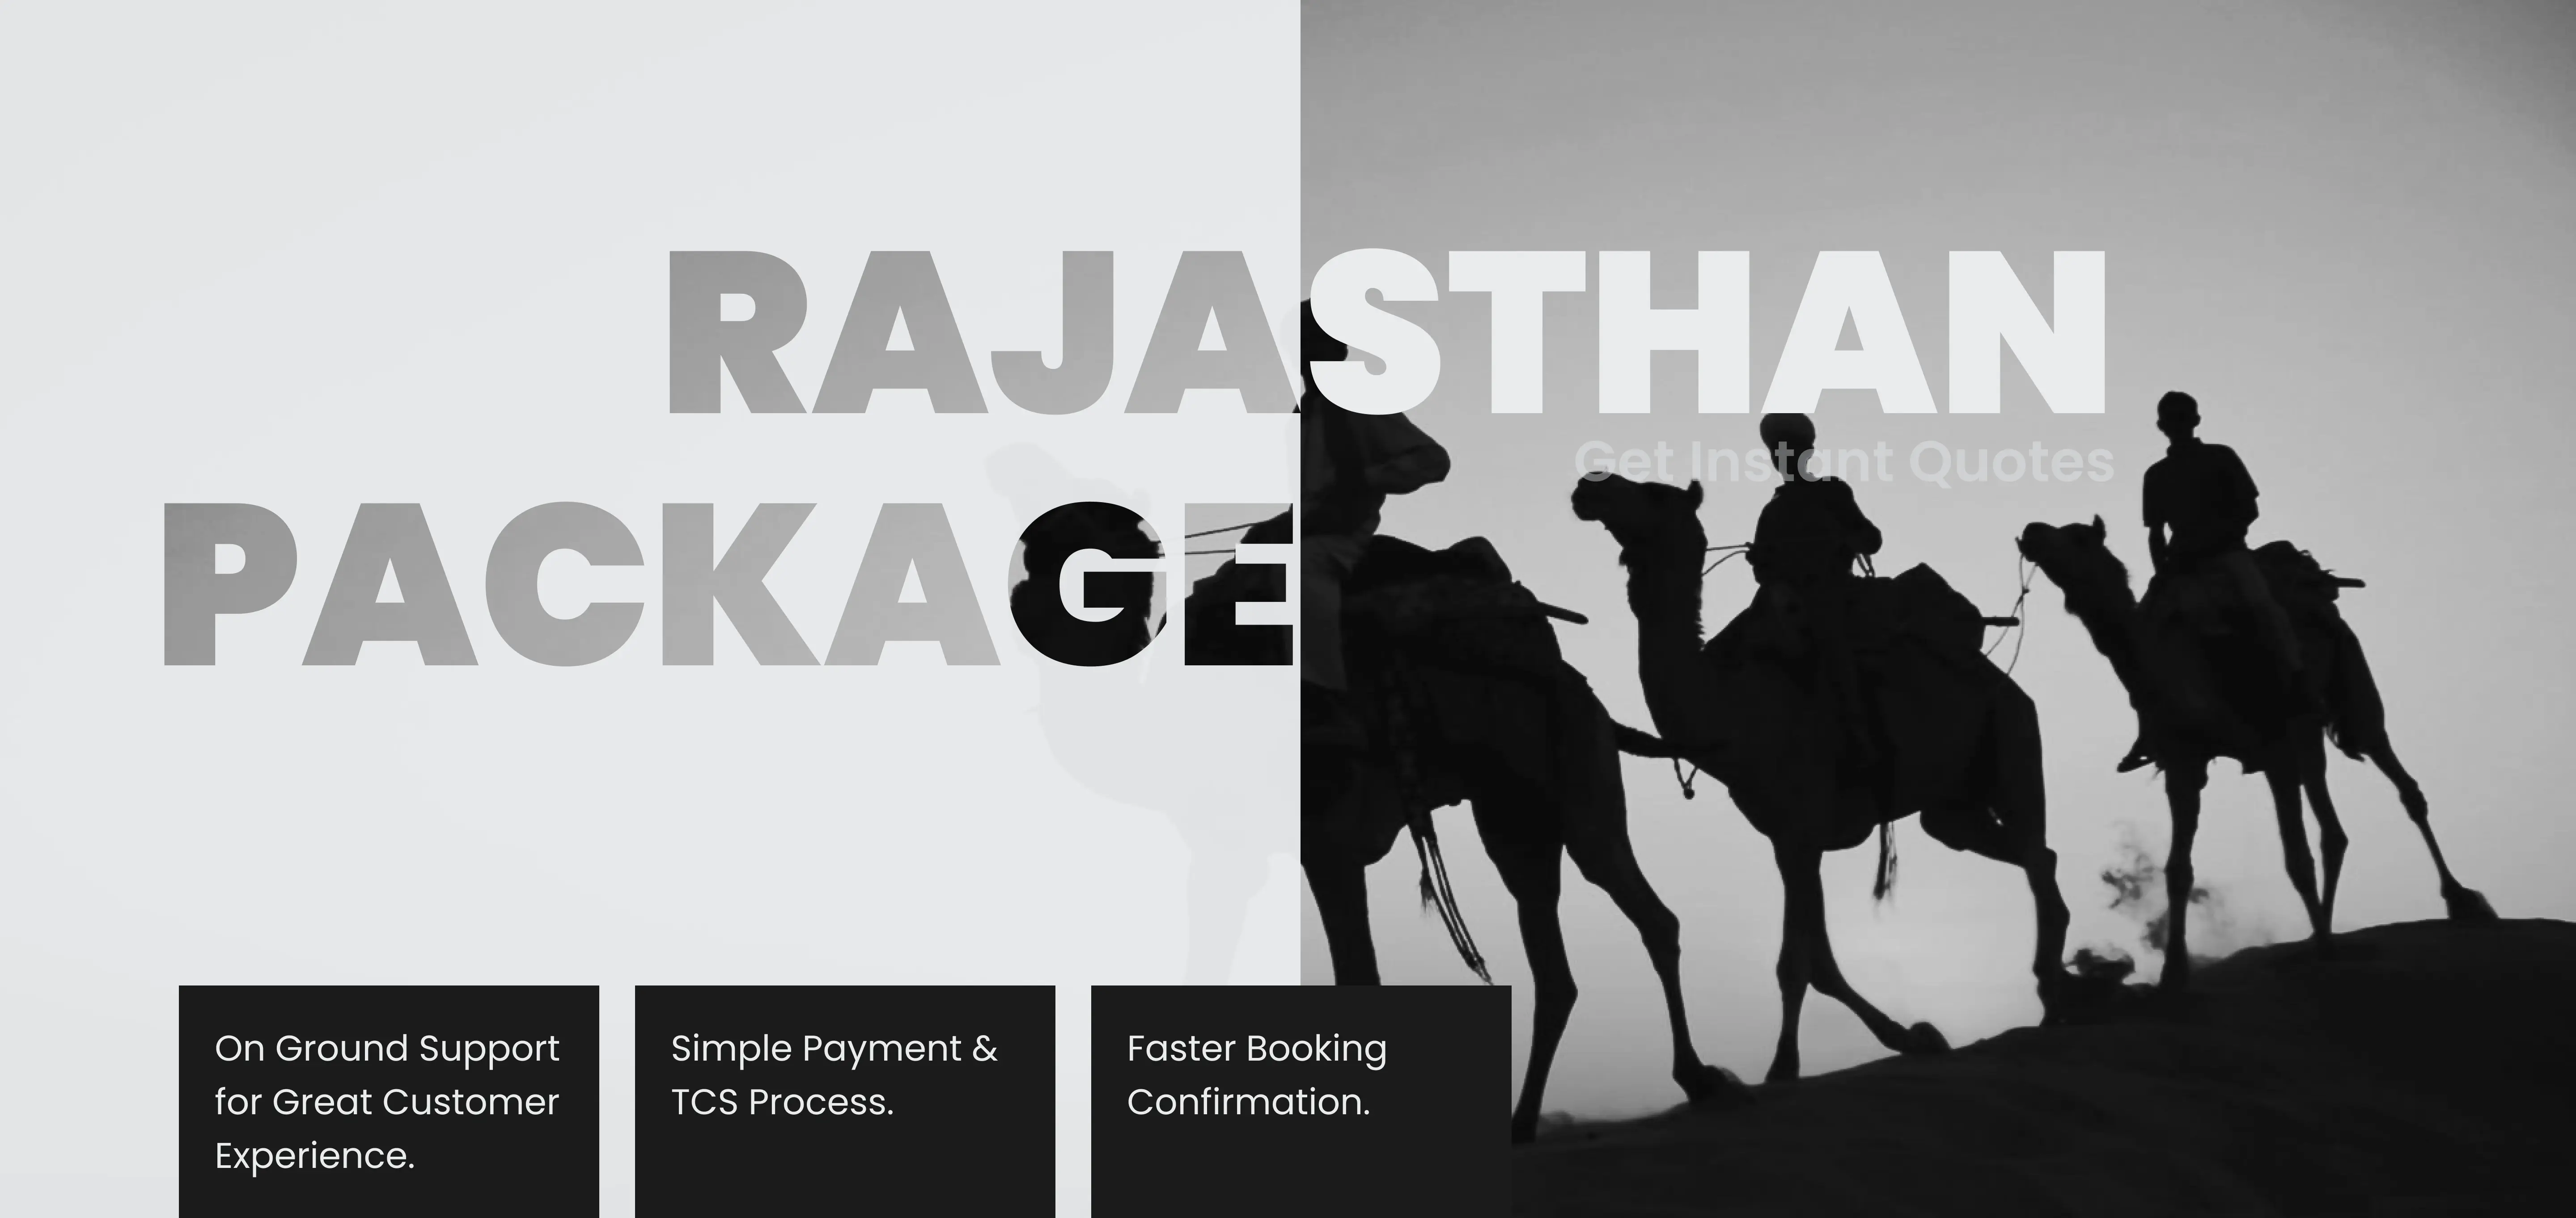 RAJASTHAN
Get Instant Quotes
PACKAGE
On Ground Support
for Great Customer
Experience.
Simple Payment &
TCS Process.
Faster Booking
Confirmation.